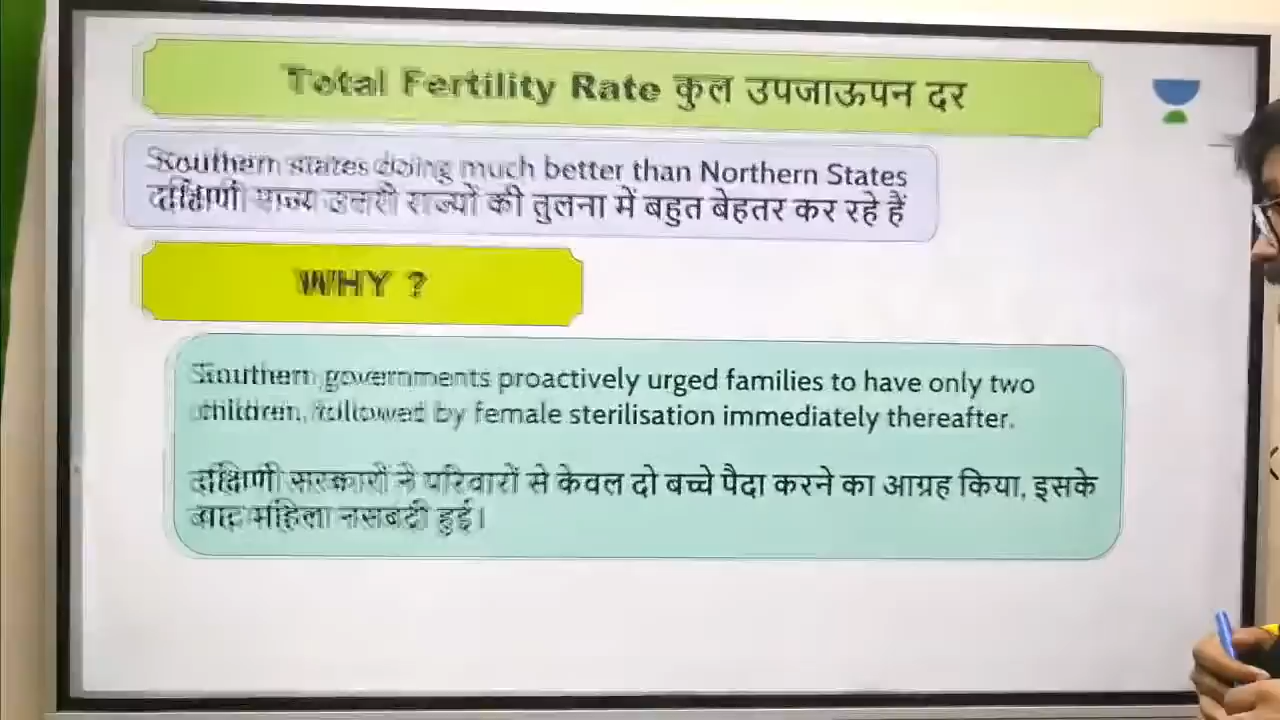 Total Fertility Rate कुल उपजाऊपन दर
Southern states doing much better than Northern States
दक्षिणी राज्य उत्तरी राज्यों की तुलना में बहुत बेहतर कर रहे हैं
WHY ?
Southern governments proactively urged families to have only two
children, followed by female sterilisation immediately thereafter.
दक्षिणी सरकारों ने परिवारों से केवल दो बच्चे पैदा करने का आग्रह किया, इसके
बाद महिला नसबंदी हुई।